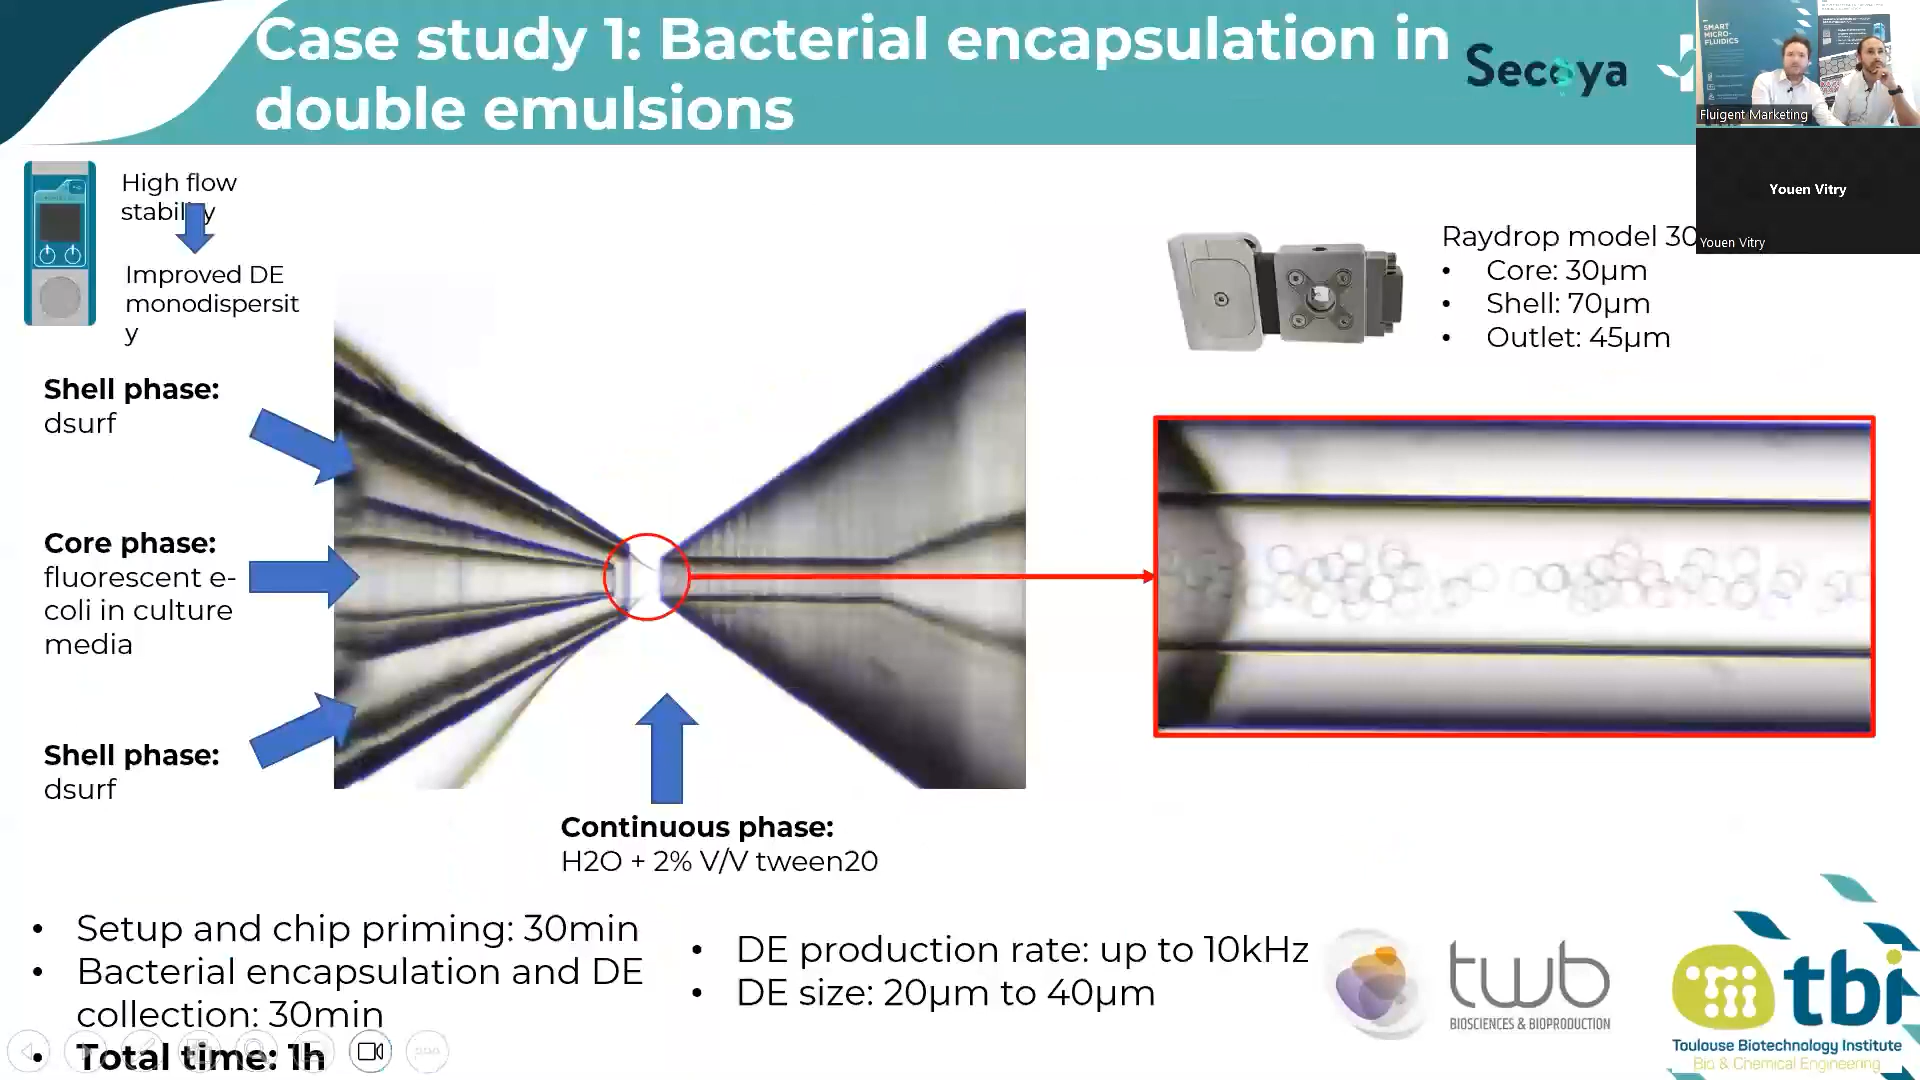 Case study 1: Bacterial encapsulation in
double emulsions
Secoya
SMART
MICRO-
FLUIDICS
Fluigent Marketing
Youen Vitry
Youen Vitry
High flow
stability
Improved DE
monodispersit
y
Raydrop model 30
• Core: 30µm
• Shell: 70µm
• Outlet: 45µm
Shell phase:
dsurf
Core phase:
fluorescent e-
coli in culture
media
Shell phase:
dsurf
Continuous phase:
H2O + 2% V/V tween20
• Setup and chip priming: 30min
• Bacterial encapsulation and DE
collection: 30min
• Total time: 1h
• DE production rate: up to 10kHz
• DE size: 20µm to 40µm
twb
BIOSCIENCES & BIOPRODUCTION
tbi
Toulouse Biotechnology Institute
Bio & Chemical Engineering